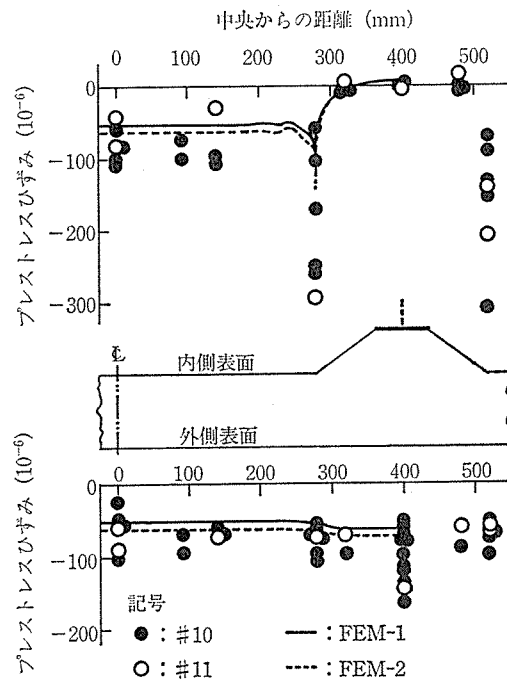 中央からの距離 (mm)
0 100 200 300 400 500
プレストレスひずみ (10⁻⁶)
0
−100
−200
−300
℄
内側表面
外側表面
0 100 200 300 400 500
プレストレスひずみ (10⁻⁶)
0
−100
−200
記号
● : #10 —— : FEM-1
○ : #11 ---- : FEM-2